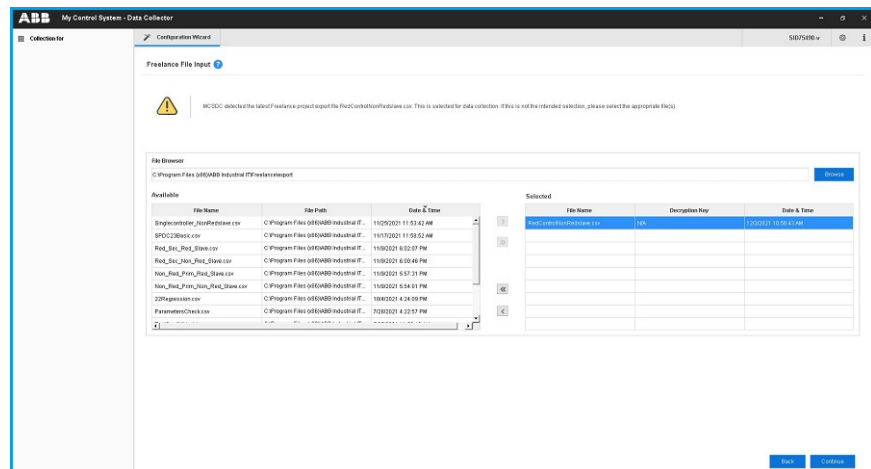 ABB My Control System - Data Collector
Collection for
Configuration Wizard
SID75498-v
Freelance File Input
MCSDC detected the latest Freelance project export file RedControlNonRedslave.csv. This is selected for data collection. If this is not the intended selection, please select the appropriate file(s)
File Browser
C:\Program Files (x86)\ABB Industrial IT\Freelance\export
Browse
Available
File Name File Path Date & Time
Singlecontroller_NonRedslave.csv C:\Program Files (x86)\ABB Industrial IT... 11/25/2021 11:53:42 AM
SPDC23Basic.csv C:\Program Files (x86)\ABB Industrial IT... 11/17/2021 11:58:52 AM
Red_Sec_Red_Slave.csv C:\Program Files (x86)\ABB Industrial IT... 11/9/2021 6:02:07 PM
Red_Sec_Non_Red_Slave.csv C:\Program Files (x86)\ABB Industrial IT... 11/9/2021 6:00:46 PM
Non_Red_Prim_Red_Slave.csv C:\Program Files (x86)\ABB Industrial IT... 11/9/2021 5:57:31 PM
Non_Red_Prim_Non_Red_Slave.csv C:\Program Files (x86)\ABB Industrial IT... 11/9/2021 5:54:01 PM
22Regression.csv C:\Program Files (x86)\ABB Industrial IT... 10/4/2021 4:34:09 PM
ParametersCheck.csv C:\Program Files (x86)\ABB Industrial IT... 7/28/2021 4:22:57 PM
Selected
File Name Decryption Key Date & Time
RedControlNonRedslave.csv N/A 12/3/2021 10:58:43 AM
Back Continue